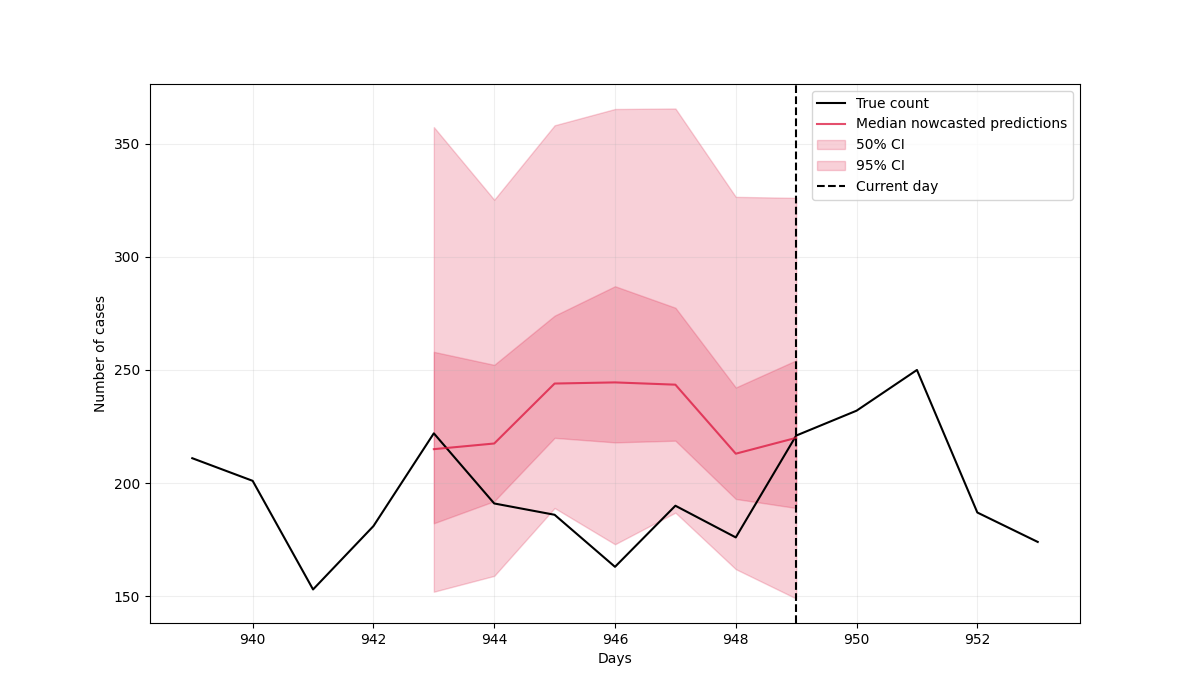 True count
Median nowcasted predictions
50% CI
95% CI
Current day
350
300
250
200
150
Number of cases
940 942 944 946 948 950 952
Days